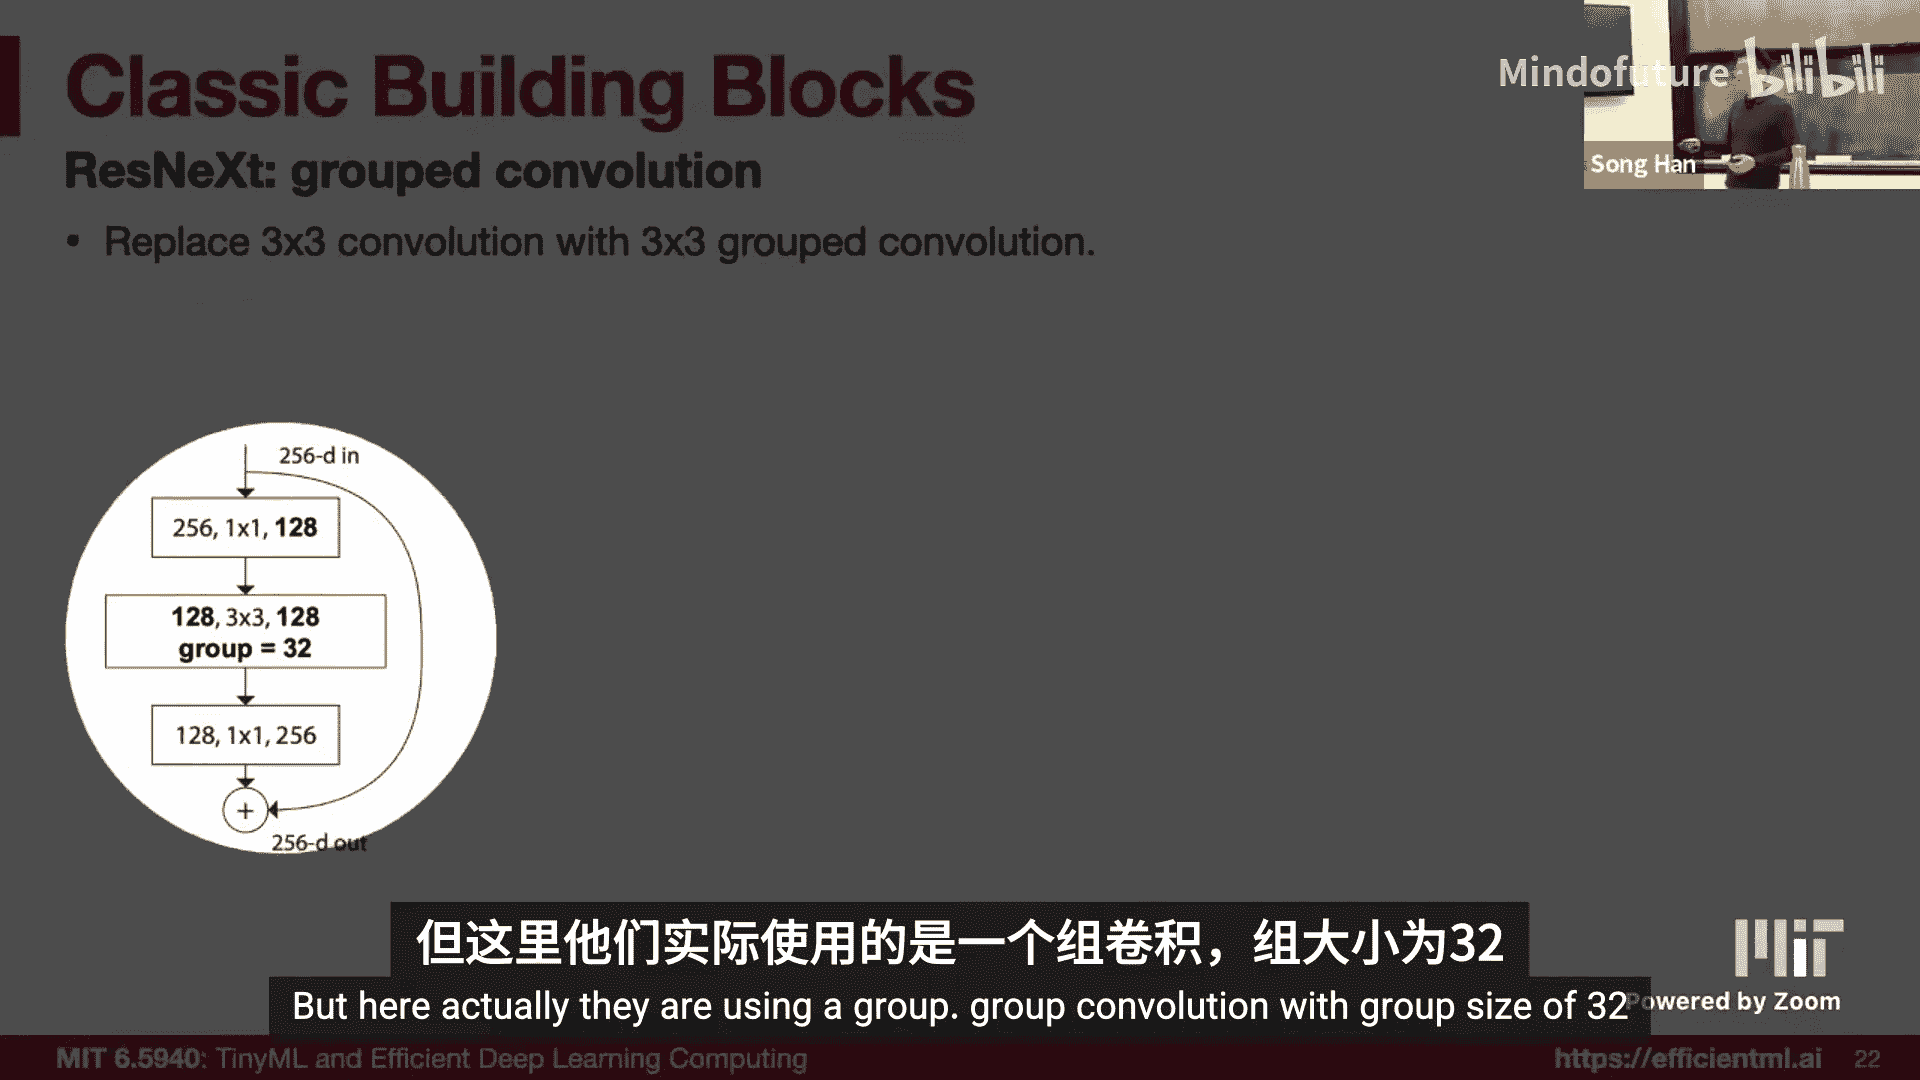 Classic Building Blocks
ResNeXt: grouped convolution
• Replace 3x3 convolution with 3x3 grouped convolution.
Mindofuture bilibili
Song Han
256-d in
256, 1x1, 128
128, 3x3, 128
group = 32
128, 1x1, 256
+
256-d out
但这里他们实际使用的是一个组卷积，组大小为32
But here actually they are using a group. group convolution with group size of 32
MIT
Powered by Zoom
MIT 6.5940: TinyML and Efficient Deep Learning Computing
https://efficientml.ai
22